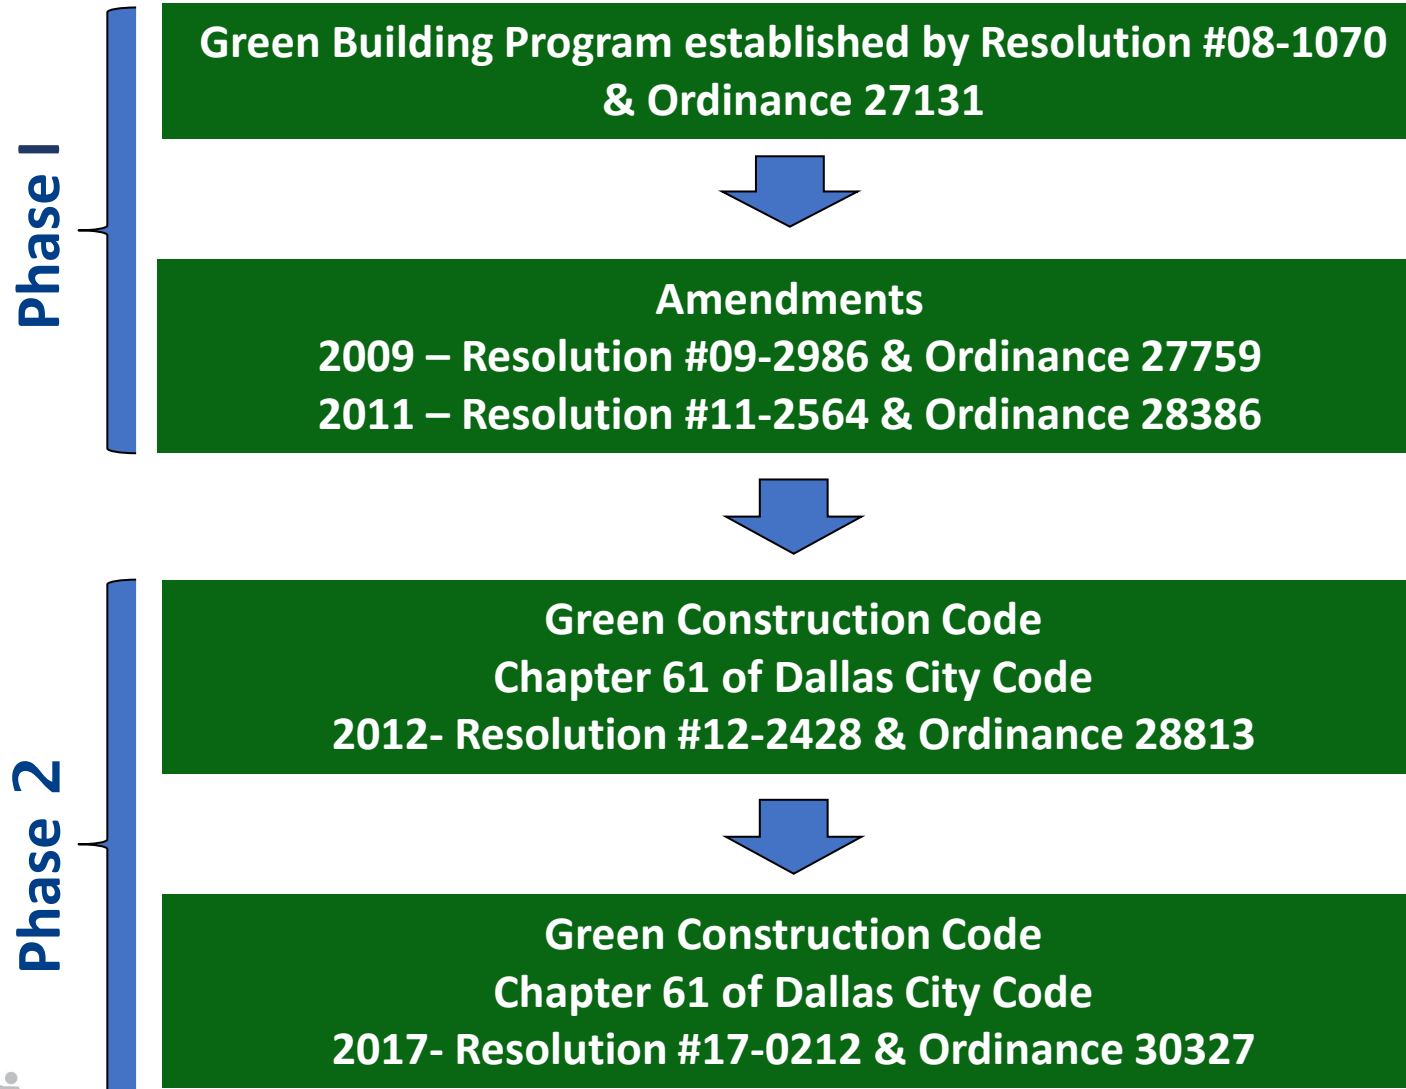 Phase I
Green Building Program established by Resolution #08-1070
& Ordinance 27131
Amendments
2009 – Resolution #09-2986 & Ordinance 27759
2011 – Resolution #11-2564 & Ordinance 28386
Phase 2
Green Construction Code
Chapter 61 of Dallas City Code
2012- Resolution #12-2428 & Ordinance 28813
Green Construction Code
Chapter 61 of Dallas City Code
2017- Resolution #17-0212 & Ordinance 30327